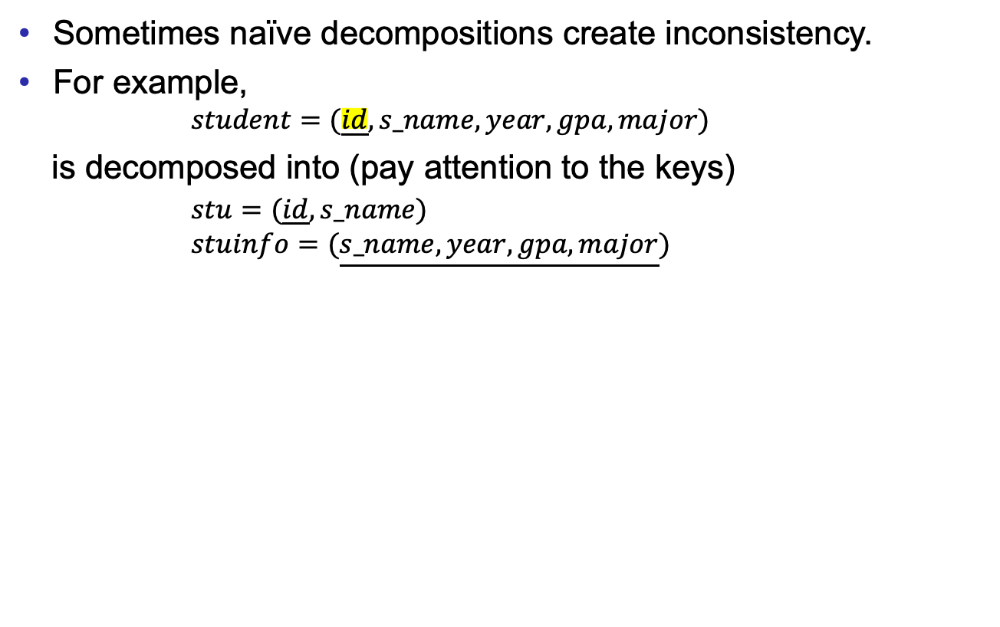 • Sometimes naïve decompositions create inconsistency.
• For example,
student = (id, s_name, year, gpa, major)
is decomposed into (pay attention to the keys)
stu = (id, s_name)
stuinfo = (s_name, year, gpa, major)